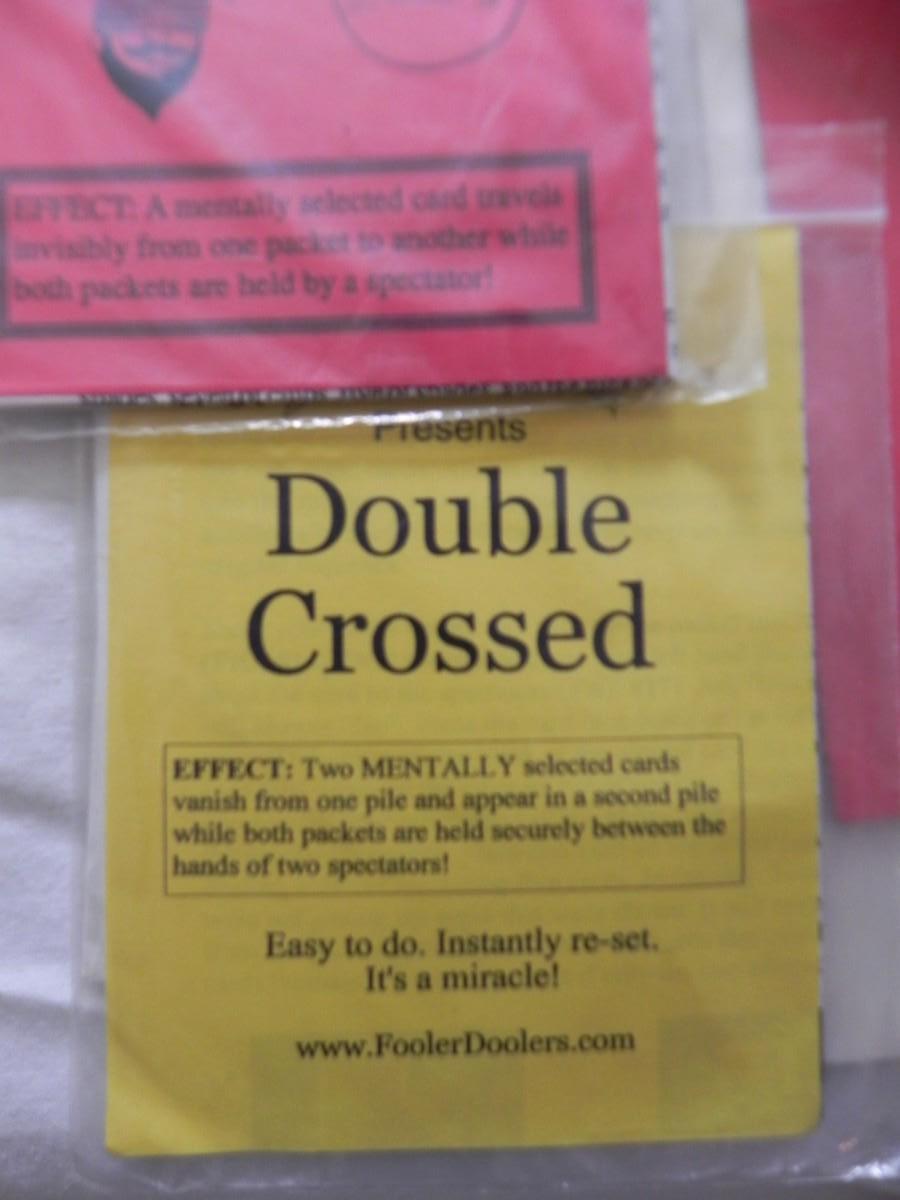 EFFECT: A mentally selected card travels
invisibly from one packet to another while
both packets are held by a spectator!
Presents
Double
Crossed
EFFECT: Two MENTALLY selected cards
vanish from one pile and appear in a second pile
while both packets are held securely between the
hands of two spectators!
Easy to do. Instantly re-set.
It's a miracle!
www.FoolerDoolers.com